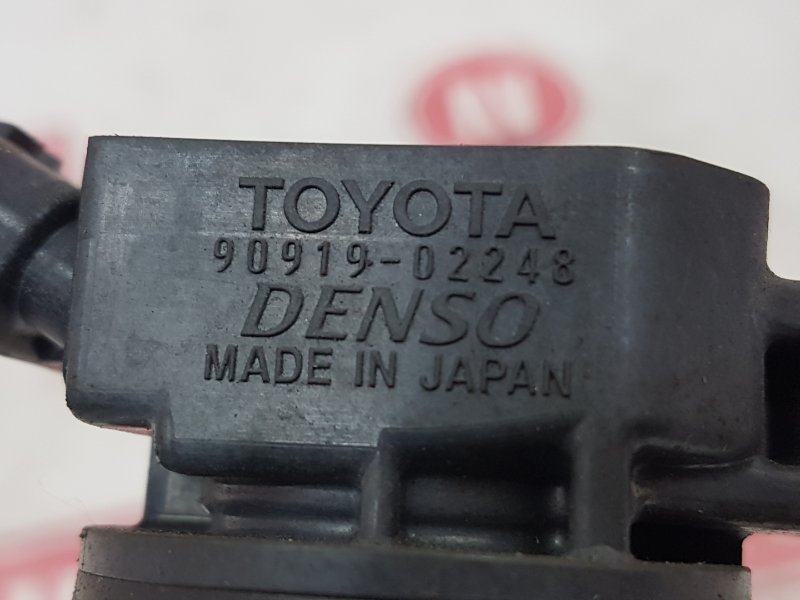 TOYOTA
90919-02248
DENSO
MADE IN JAPAN